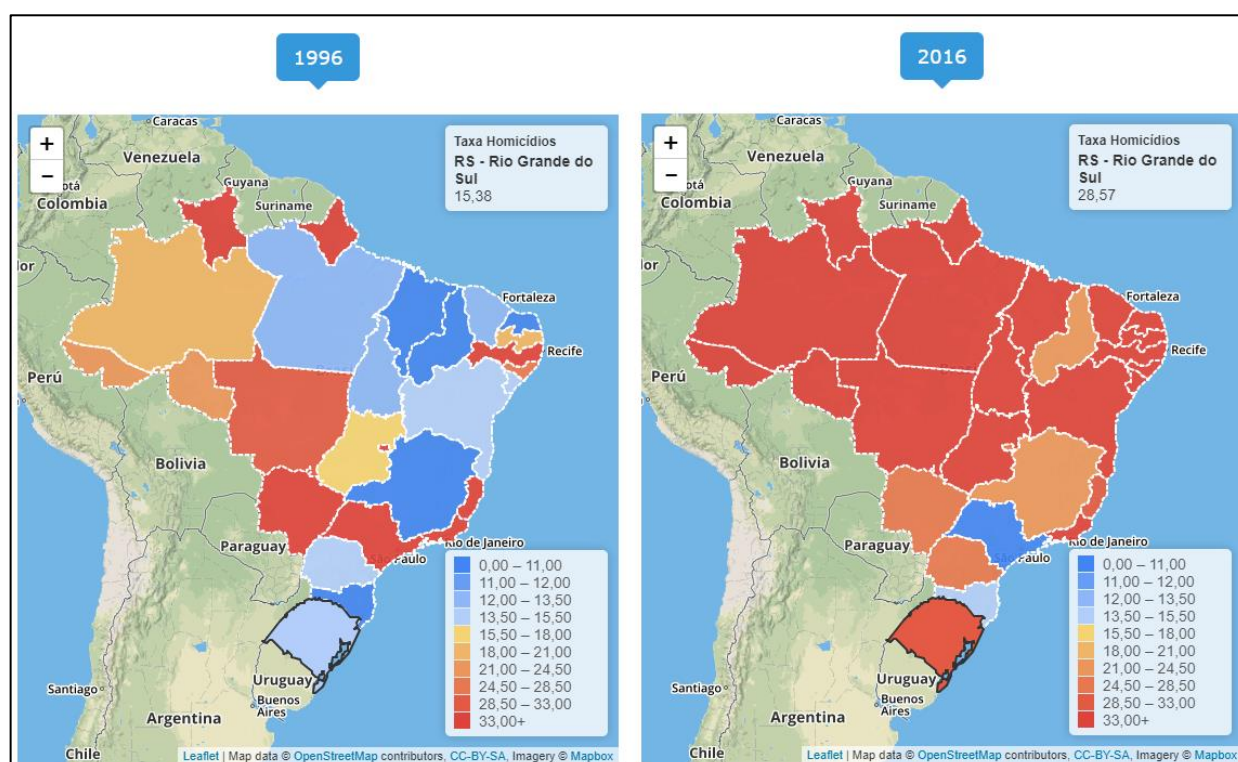 1996
2016
+
−
Caracas
Venezuela
Guyana
Suriname
Colombia
Fortaleza
Recife
Perú
Bolivia
Paraguay
Rio de Janeiro
São Paulo
Uruguay
Santiago
Buenos
Aires
Argentina
Chile
Taxa Homicídios
RS - Rio Grande do
Sul
15,38
0,00 – 11,00
11,00 – 12,00
12,00 – 13,50
13,50 – 15,50
15,50 – 18,00
18,00 – 21,00
21,00 – 24,50
24,50 – 28,50
28,50 – 33,00
33,00+
Leaflet | Map data © OpenStreetMap contributors, CC-BY-SA, Imagery © Mapbox
+
−
Caracas
Venezuela
otá
Guyana
Suriname
Colombia
dor
Fortaleza
Recife
Perú
Bolivia
Paraguay
Rio de Janeiro
São Paulo
Uruguay
Santiago
Buenos
Aires
Argentina
Chile
Taxa Homicídios
RS - Rio Grande do
Sul
28,57
0,00 – 11,00
11,00 – 12,00
12,00 – 13,50
13,50 – 15,50
15,50 – 18,00
18,00 – 21,00
21,00 – 24,50
24,50 – 28,50
28,50 – 33,00
33,00+
Leaflet | Map data © OpenStreetMap contributors, CC-BY-SA, Imagery © Mapbox